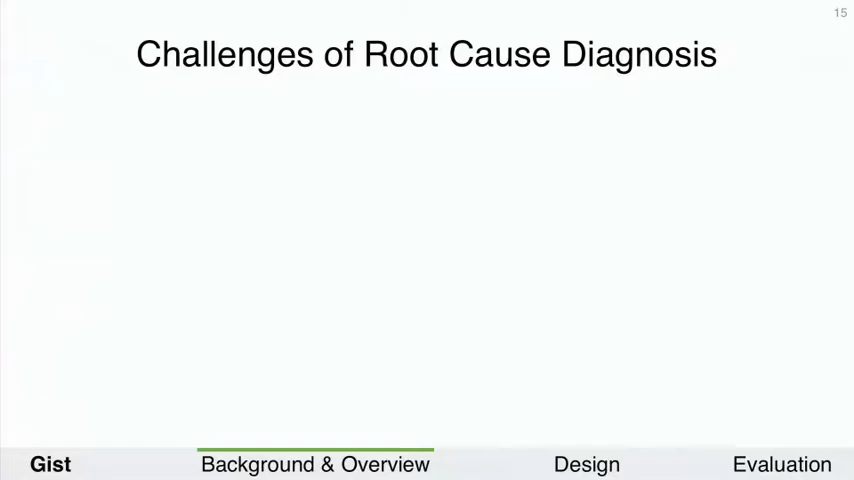 15
Challenges of Root Cause Diagnosis
Gist Background & Overview Design Evaluation